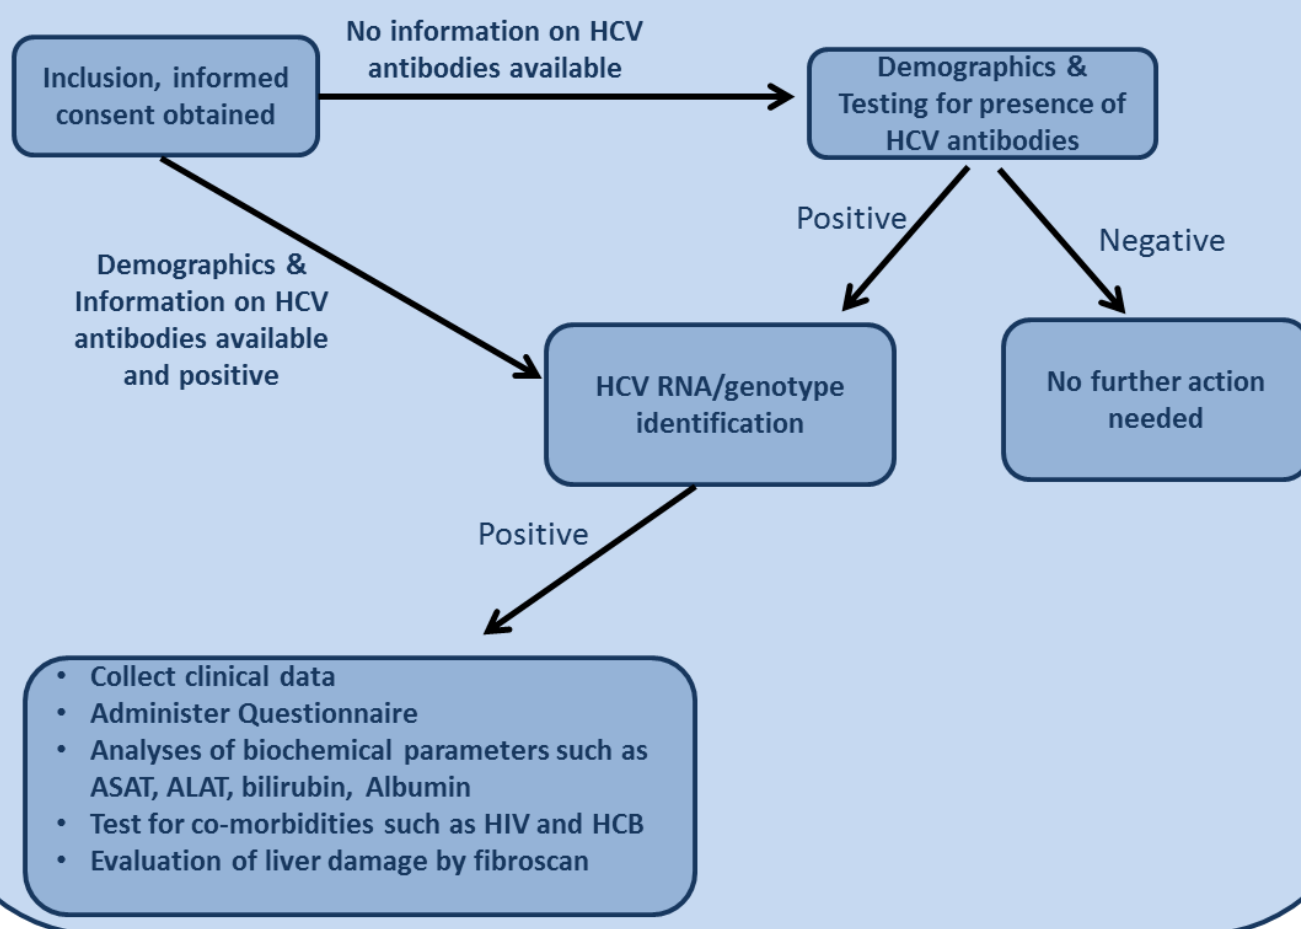 No information on HCV
antibodies available
Inclusion, informed
consent obtained
Demographics &
Testing for presence of
HCV antibodies
Positive
Negative
Demographics &
Information on HCV
antibodies available
and positive
HCV RNA/genotype
identification
No further action
needed
Positive
• Collect clinical data
• Administer Questionnaire
• Analyses of biochemical parameters such as
ASAT, ALAT, bilirubin, Albumin
• Test for co-morbidities such as HIV and HCB
• Evaluation of liver damage by fibroscan